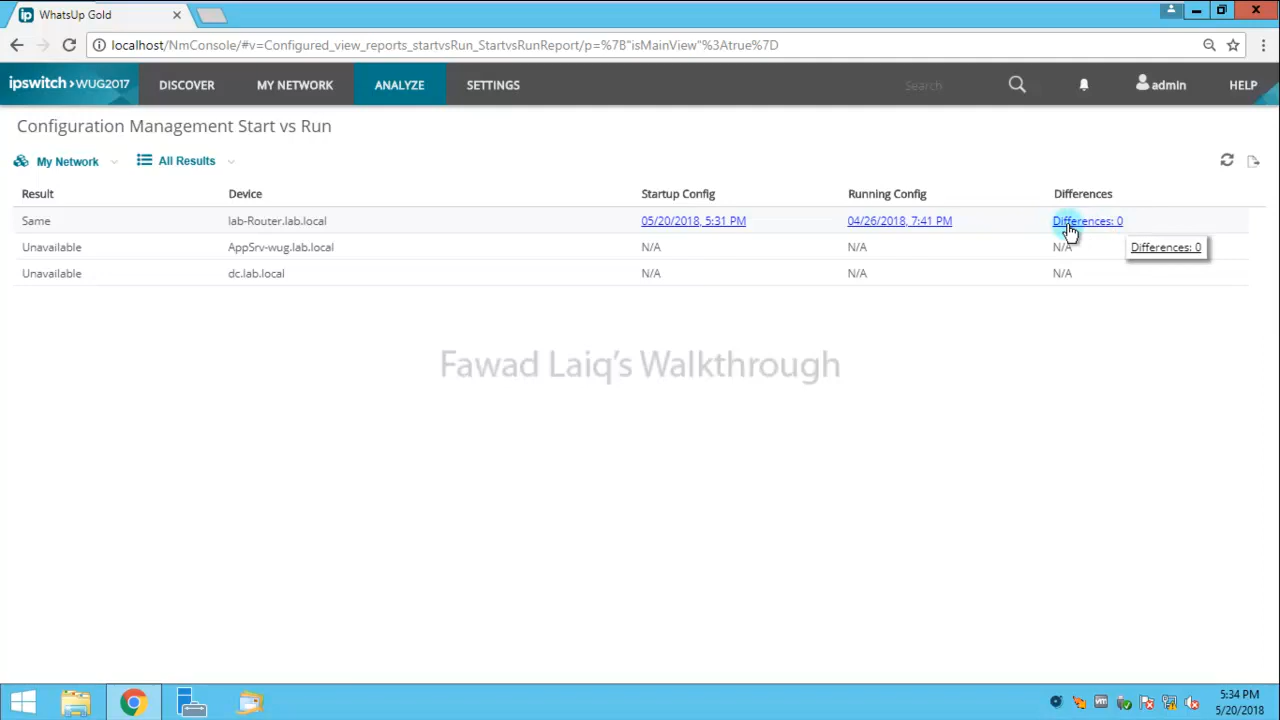 WhatsUp Gold
localhost/NmConsole/#v=Configured_view_reports_startvsRun_StartvsRunReport/p=%7B"isMainView"%3Atrue%7D
ipswitch WUG2017 DISCOVER MY NETWORK ANALYZE SETTINGS Search admin HELP
Configuration Management Start vs Run
My Network All Results
Result Device Startup Config Running Config Differences
Same lab-Router.lab.local 05/20/2018, 5:31 PM 04/26/2018, 7:41 PM Differences: 0
Unavailable AppSrv-wug.lab.local N/A N/A N/A
Differences: 0
Unavailable dc.lab.local N/A N/A N/A
Fawad Laiq's Walkthrough
5:34 PM
5/20/2018